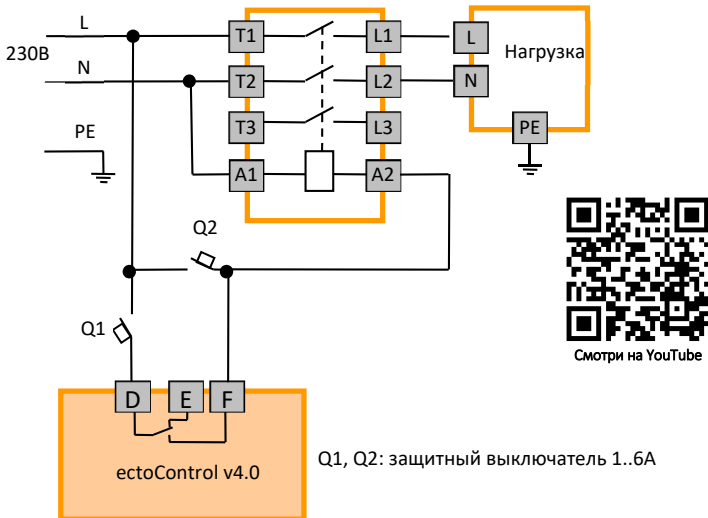 L
230В
N
PE
T1
L1
T2
L2
T3
L3
A1
A2
L
Нагрузка
N
PE
Q2
Q1
Смотри на YouTube
D
E
F
ectoControl v4.0
Q1, Q2: защитный выключатель 1..6А